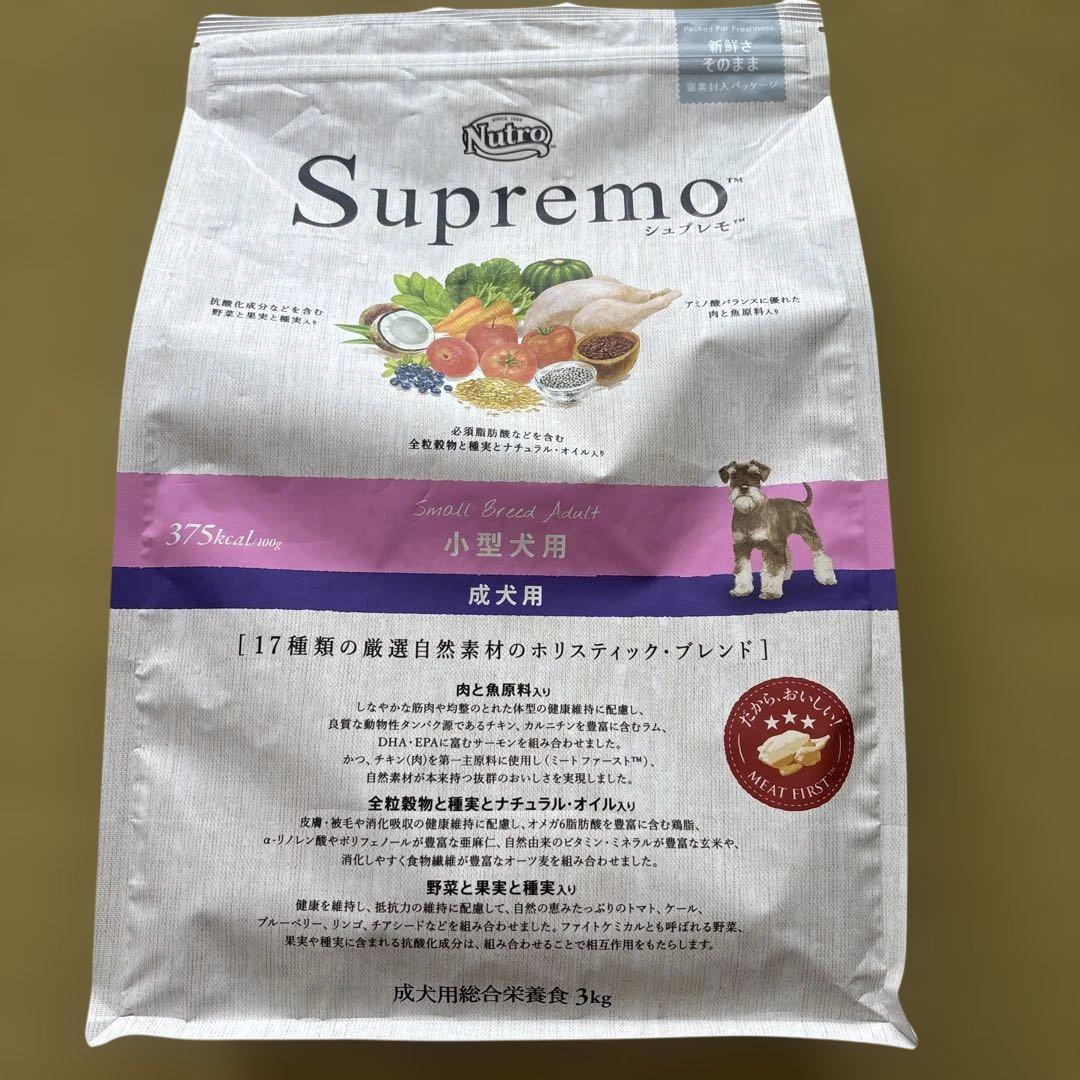 Packed For Freshness
新鮮さ
そのまま
窒素封入パッケージ
SINCE 1926
Nutro™
Supremo™
シュプレモ™
抗酸化成分などを含む
野菜と果実と種実入り
アミノ酸バランスに優れた
肉と魚原料入り
必須脂肪酸などを含む
全粒穀物と種実とナチュラル・オイル入り
Small Breed Adult
375kcal/100g
小型犬用
成犬用
[17種類の厳選自然素材のホリスティック・ブレンド]
肉と魚原料入り
しなやかな筋肉や均整のとれた体型の健康維持に配慮し、
良質な動物性タンパク源であるチキン、カルニチンを豊富に含むラム、
DHA・EPAに富むサーモンを組み合わせました。
かつ、チキン(肉)を第一主原料に使用し(ミートファースト™)、
自然素材が本来持つ抜群のおいしさを実現しました。
だから、おいしい!
MEAT FIRST™
全粒穀物と種実とナチュラル・オイル入り
皮膚・被毛や消化吸収の健康維持に配慮し、オメガ6脂肪酸を豊富に含む鶏脂、
α-リノレン酸やポリフェノールが豊富な亜麻仁、自然由来のビタミン・ミネラルが豊富な玄米や、
消化しやすく食物繊維が豊富なオーツ麦を組み合わせました。
野菜と果実と種実入り
健康を維持し、抵抗力の維持に配慮して、自然の恵みたっぷりのトマト、ケール、
ブルーベリー、リンゴ、チアシードなどを組み合わせました。ファイトケミカルとも呼ばれる野菜、
果実や種実に含まれる抗酸化成分は、組み合わせることで相互作用をもたらします。
成犬用総合栄養食 3kg